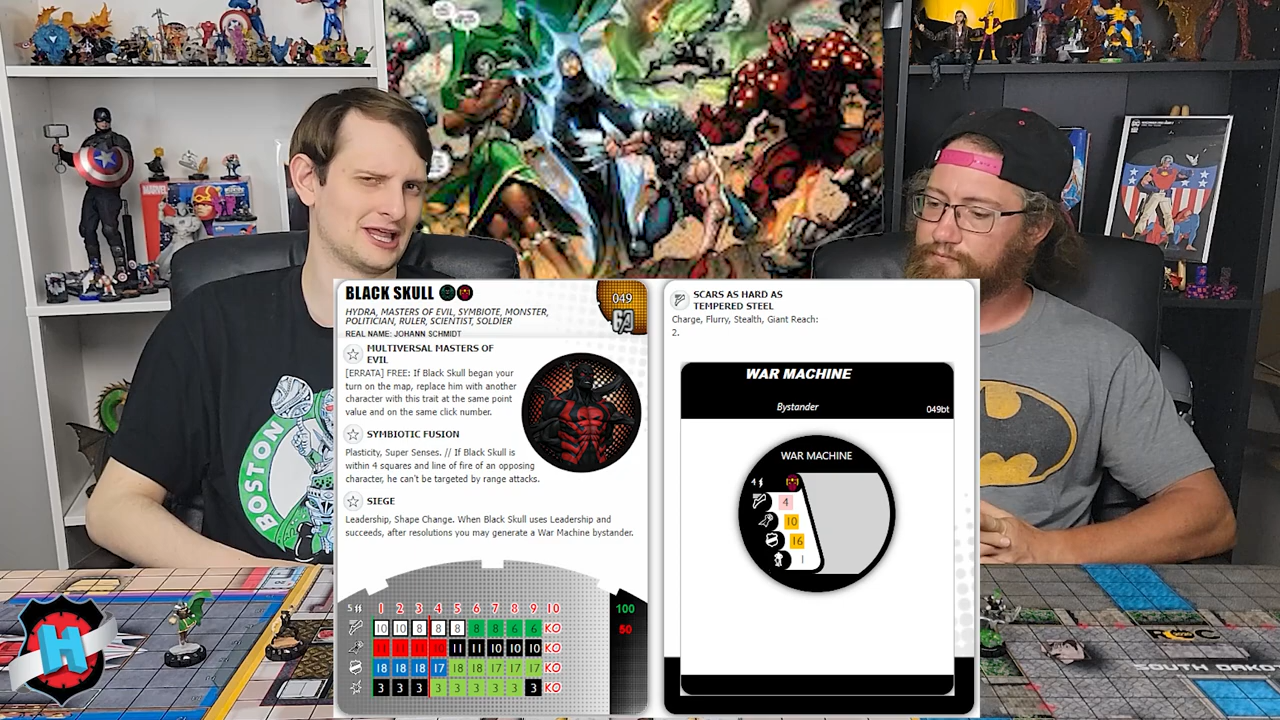 MARVEL
BOSTON
BLACK SKULL
049
HYDRA, MASTERS OF EVIL, SYMBIOTE, MONSTER,
POLITICIAN, RULER, SCIENTIST, SOLDIER
REAL NAME: JOHANN SCHMIDT
MULTIVERSAL MASTERS OF
EVIL
[ERRATA] FREE: If Black Skull began your
turn on the map, replace him with another
character with this trait at the same point
value and on the same click number.
SYMBIOTIC FUSION
Plasticity, Super Senses. // If Black Skull is
within 4 squares and line of fire of an opposing
character, he can't be targeted by range attacks.
SIEGE
Leadership, Shape Change. When Black Skull uses Leadership and
succeeds, after resolutions you may generate a War Machine bystander.
5 1 2 3 4 5 6 7 8 9 10 100
10 10 8 8 8 8 8 6 6 KO 50
11 11 11 10 11 11 10 10 10 KO
18 18 18 17 18 18 17 17 17 KO
3 3 3 3 3 3 3 3 3 KO
SCARS AS HARD AS
TEMPERED STEEL
Charge, Flurry, Stealth, Giant Reach:
2.
WAR MACHINE
Bystander
049bt
WAR MACHINE
4
4
10
16
1
H
ROC
SOUTH DAKO